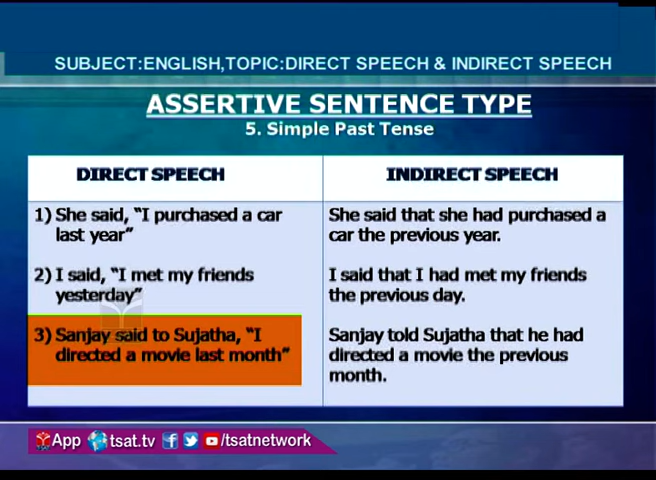 SUBJECT:ENGLISH,TOPIC:DIRECT SPEECH & INDIRECT SPEECH
ASSERTIVE SENTENCE TYPE
5. Simple Past Tense
DIRECT SPEECH
INDIRECT SPEECH
1) She said, “I purchased a car
last year”
She said that she had purchased a
car the previous year.
2) I said, “I met my friends
yesterday”
I said that I had met my friends
the previous day.
3) Sanjay said to Sujatha, “I
directed a movie last month”
Sanjay told Sujatha that he had
directed a movie the previous
month.
App tsat.tv /tsatnetwork